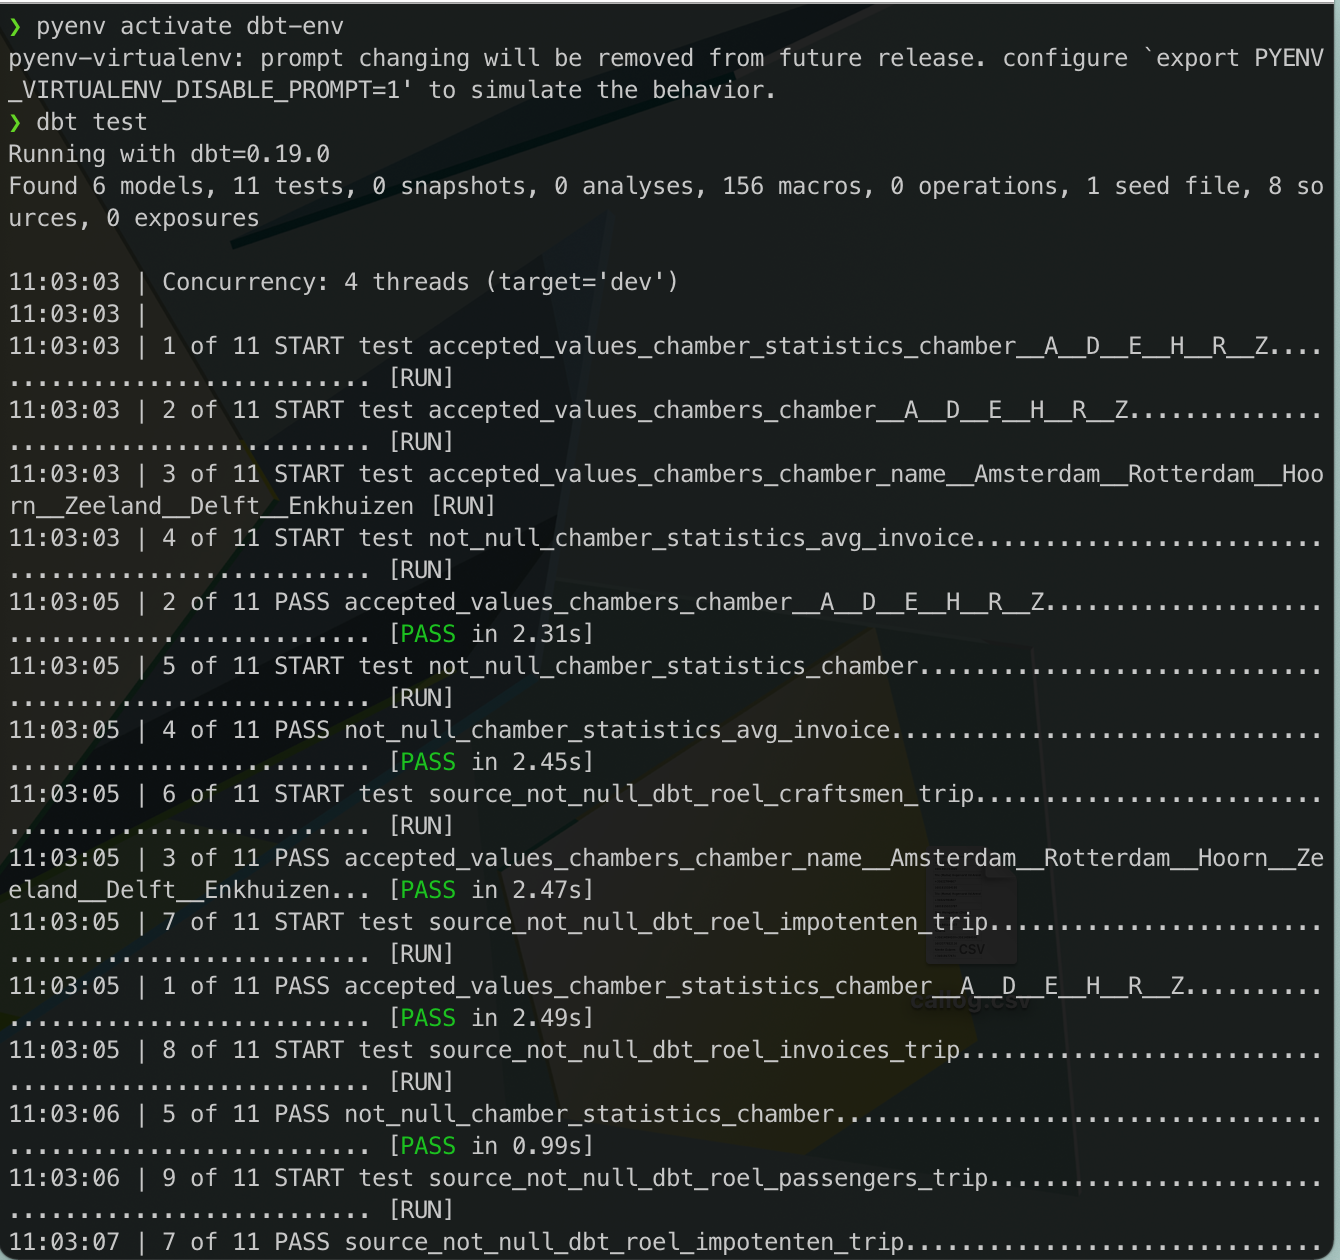 ❯ pyenv activate dbt-env
pyenv-virtualenv: prompt changing will be removed from future release. configure `export PYENV
_VIRTUALENV_DISABLE_PROMPT=1' to simulate the behavior.
❯ dbt test
Running with dbt=0.19.0
Found 6 models, 11 tests, 0 snapshots, 0 analyses, 156 macros, 0 operations, 1 seed file, 8 so
urces, 0 exposures
11:03:03 | Concurrency: 4 threads (target='dev')
11:03:03 |
11:03:03 | 1 of 11 START test accepted_values_chamber_statistics_chamber__A__D__E__H__R__Z....
.......................... [RUN]
11:03:03 | 2 of 11 START test accepted_values_chambers_chamber__A__D__E__H__R__Z..............
.......................... [RUN]
11:03:03 | 3 of 11 START test accepted_values_chambers_chamber_name__Amsterdam__Rotterdam__Hoo
rn__Zeeland__Delft__Enkhuizen [RUN]
11:03:03 | 4 of 11 START test not_null_chamber_statistics_avg_invoice.........................
.......................... [RUN]
11:03:05 | 2 of 11 PASS accepted_values_chambers_chamber__A__D__E__H__R__Z....................
.......................... [PASS in 2.31s]
11:03:05 | 5 of 11 START test not_null_chamber_statistics_chamber.............................
.......................... [RUN]
11:03:05 | 4 of 11 PASS not_null_chamber_statistics_avg_invoice...............................
.......................... [PASS in 2.45s]
11:03:05 | 6 of 11 START test source_not_null_dbt_roel_craftsmen_trip.........................
.......................... [RUN]
11:03:05 | 3 of 11 PASS accepted_values_chambers_chamber_name__Amsterdam__Rotterdam__Hoorn__Ze
eland__Delft__Enkhuizen... [PASS in 2.47s]
11:03:05 | 7 of 11 START test source_not_null_dbt_roel_impotenten_trip........................
.......................... [RUN]
11:03:05 | 1 of 11 PASS accepted_values_chamber_statistics_chamber__A__D__E__H__R__Z..........
.......................... [PASS in 2.49s]
11:03:05 | 8 of 11 START test source_not_null_dbt_roel_invoices_trip..........................
.......................... [RUN]
11:03:06 | 5 of 11 PASS not_null_chamber_statistics_chamber...................................
.......................... [PASS in 0.99s]
11:03:06 | 9 of 11 START test source_not_null_dbt_roel_passengers_trip........................
.......................... [RUN]
11:03:07 | 7 of 11 PASS source_not_null_dbt_roel_impotenten_trip..............................
CSV